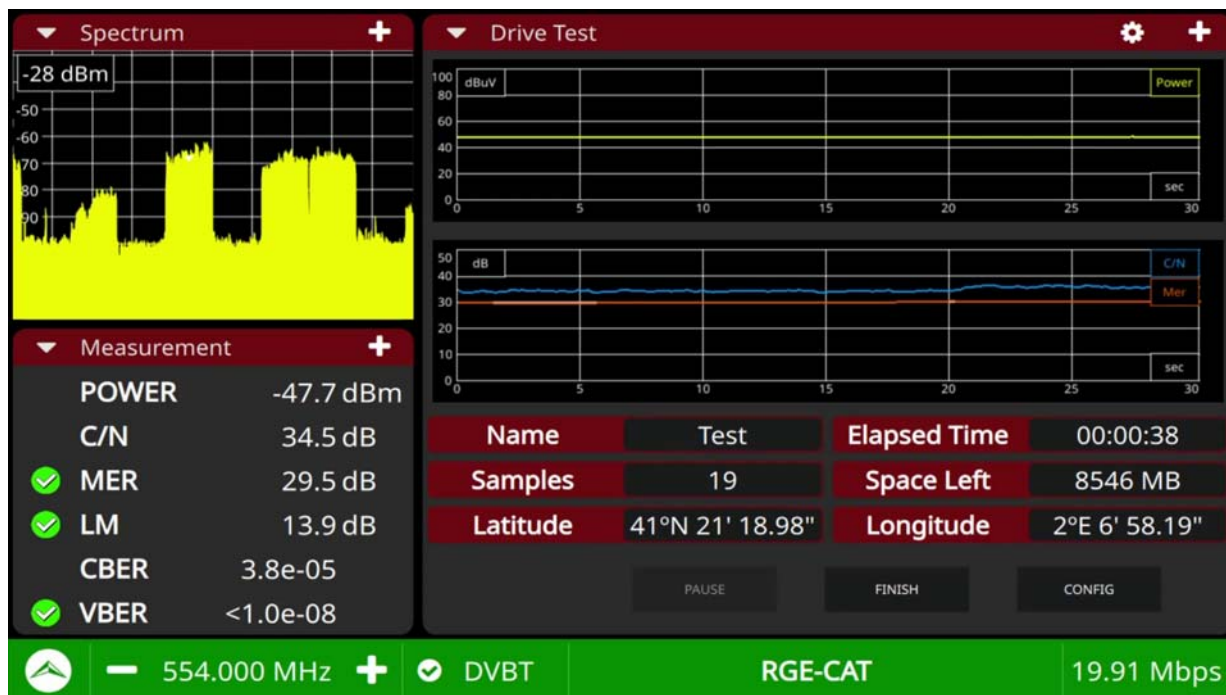 Spectrum
-28 dBm
-50
-60
-70
-80
-90
Measurement
POWER -47.7 dBm
C/N 34.5 dB
MER 29.5 dB
LM 13.9 dB
CBER 3.8e-05
VBER <1.0e-08
Drive Test
100 dBuV Power
80
60
40
20 sec
0
0 5 10 15 20 25 30
50 dB C/N
40
30 Mer
20
10 sec
0
0 5 10 15 20 25 30
Name Test Elapsed Time 00:00:38
Samples 19 Space Left 8546 MB
Latitude 41ºN 21' 18.98" Longitude 2ºE 6' 58.19"
PAUSE FINISH CONFIG
554.000 MHz DVBT RGE-CAT 19.91 Mbps